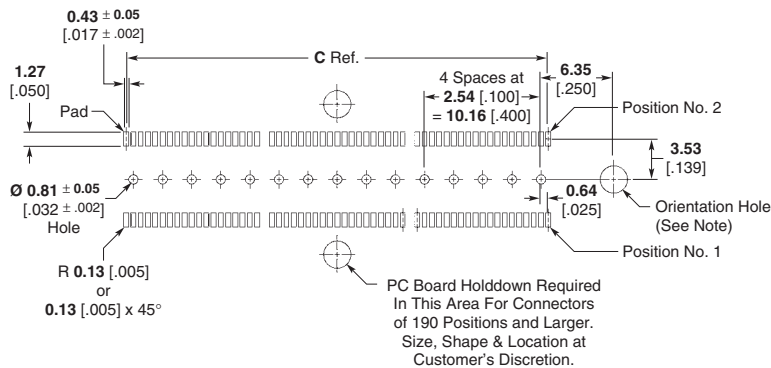 0.43 ± 0.05
[.017 ± .002]
C Ref.
1.27
[.050]
4 Spaces at
2.54 [.100]
= 10.16 [.400]
6.35
[.250]
Pad
Position No. 2
3.53
[.139]
Ø 0.81 ± 0.05
[.032 ± .002]
Hole
0.64
[.025]
Orientation Hole
(See Note)
Position No. 1
R 0.13 [.005]
or
0.13 [.005] x 45°
PC Board Holddown Required
In This Area For Connectors
of 190 Positions and Larger.
Size, Shape & Location at
Customer's Discretion.